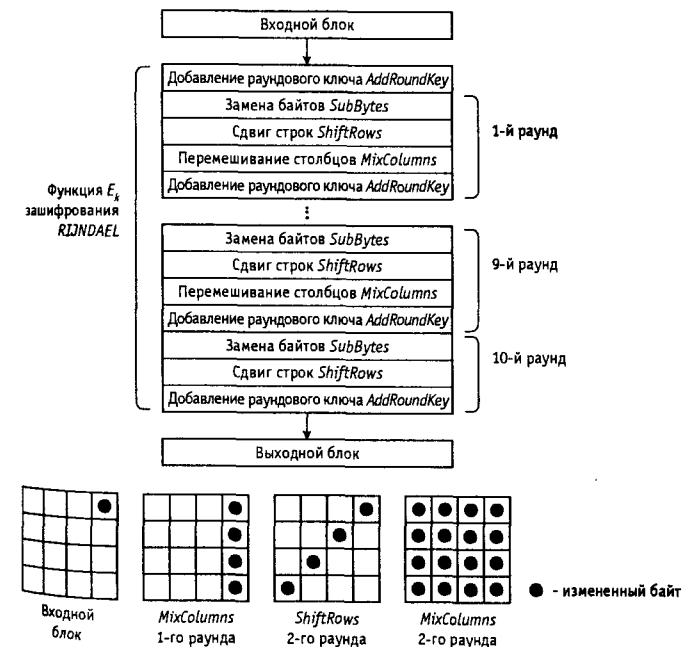 Входной блок
Добавление раундового ключа AddRoundKey
Замена байтов SubBytes
Сдвиг строк ShiftRows
1-й раунд
Перемешивание столбцов MixColumns
Добавление раундового ключа AddRoundKey
Функция E_k
зашифрования
RIJNDAEL
Замена байтов SubBytes
Сдвиг строк ShiftRows
9-й раунд
Перемешивание столбцов MixColumns
Добавление раундового ключа AddRoundKey
Замена байтов SubBytes
Сдвиг строк ShiftRows
10-й раунд
Добавление раундового ключа AddRoundKey
Выходной блок
- измененный байт
Входной
блок
MixColumns
1-го раунда
ShiftRows
2-го раунда
MixColumns
2-го раунда